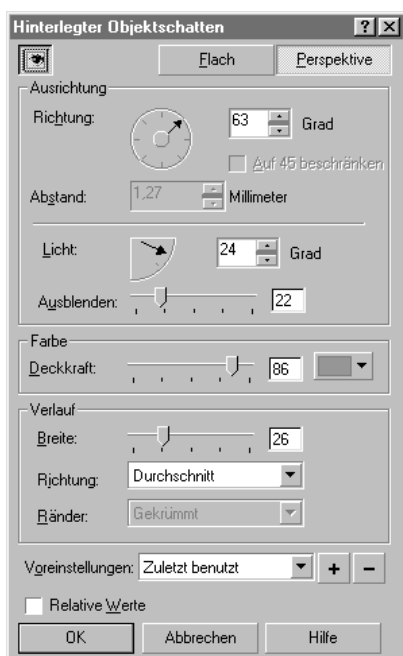 Hinterlegter Objektschatten
Flach Perspektive
Ausrichtung
Richtung: 63 Grad
Auf 45 beschränken
Abstand: 1,27 Millimeter
Licht: 24 Grad
Ausblenden: 22
Farbe
Deckkraft: 86
Verlauf
Breite: 26
Richtung: Durchschnitt
Ränder: Gekrümmt
Voreinstellungen: Zuletzt benutzt + −
Relative Werte
OK Abbrechen Hilfe